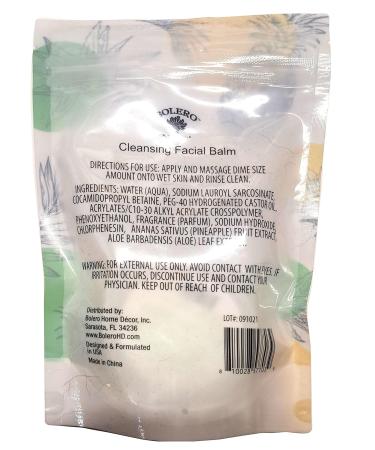 BOLERO
Cleansing Facial Balm
DIRECTIONS FOR USE: APPLY AND MASSAGE DIME SIZE
AMOUNT ONTO WET SKIN AND RINSE CLEAN.
INGREDIENTS: WATER (AQUA), SODIUM LAUROYL SARCOSINATE,
COCAMIDOPROPYL BETAINE, PEG-40 HYDROGENATED CASTOR OIL,
ACRYLATES/C10-30 ALKYL ACRYLATE CROSSPOLYMER,
PHENOXYETHANOL, FRAGRANCE (PARFUM), SODIUM HYDROXIDE,
CHLORPHENESIN, ANANAS SATIVUS (PINEAPPLE) FRUIT EXTRACT,
ALOE BARBADENSIS (ALOE) LEAF
WARNING: FOR EXTERNAL USE ONLY. AVOID CONTACT WITH EYES. IF
IRRITATION OCCURS, DISCONTINUE USE AND CONTACT YOUR
PHYSICIAN. KEEP OUT OF REACH OF CHILDREN.
Distributed by:
Bolero Home Décor, Inc.
Sarasota, FL 34236
www.BoleroHD.com
Designed & Formulated
in USA
Made in China
LOT#: 091021